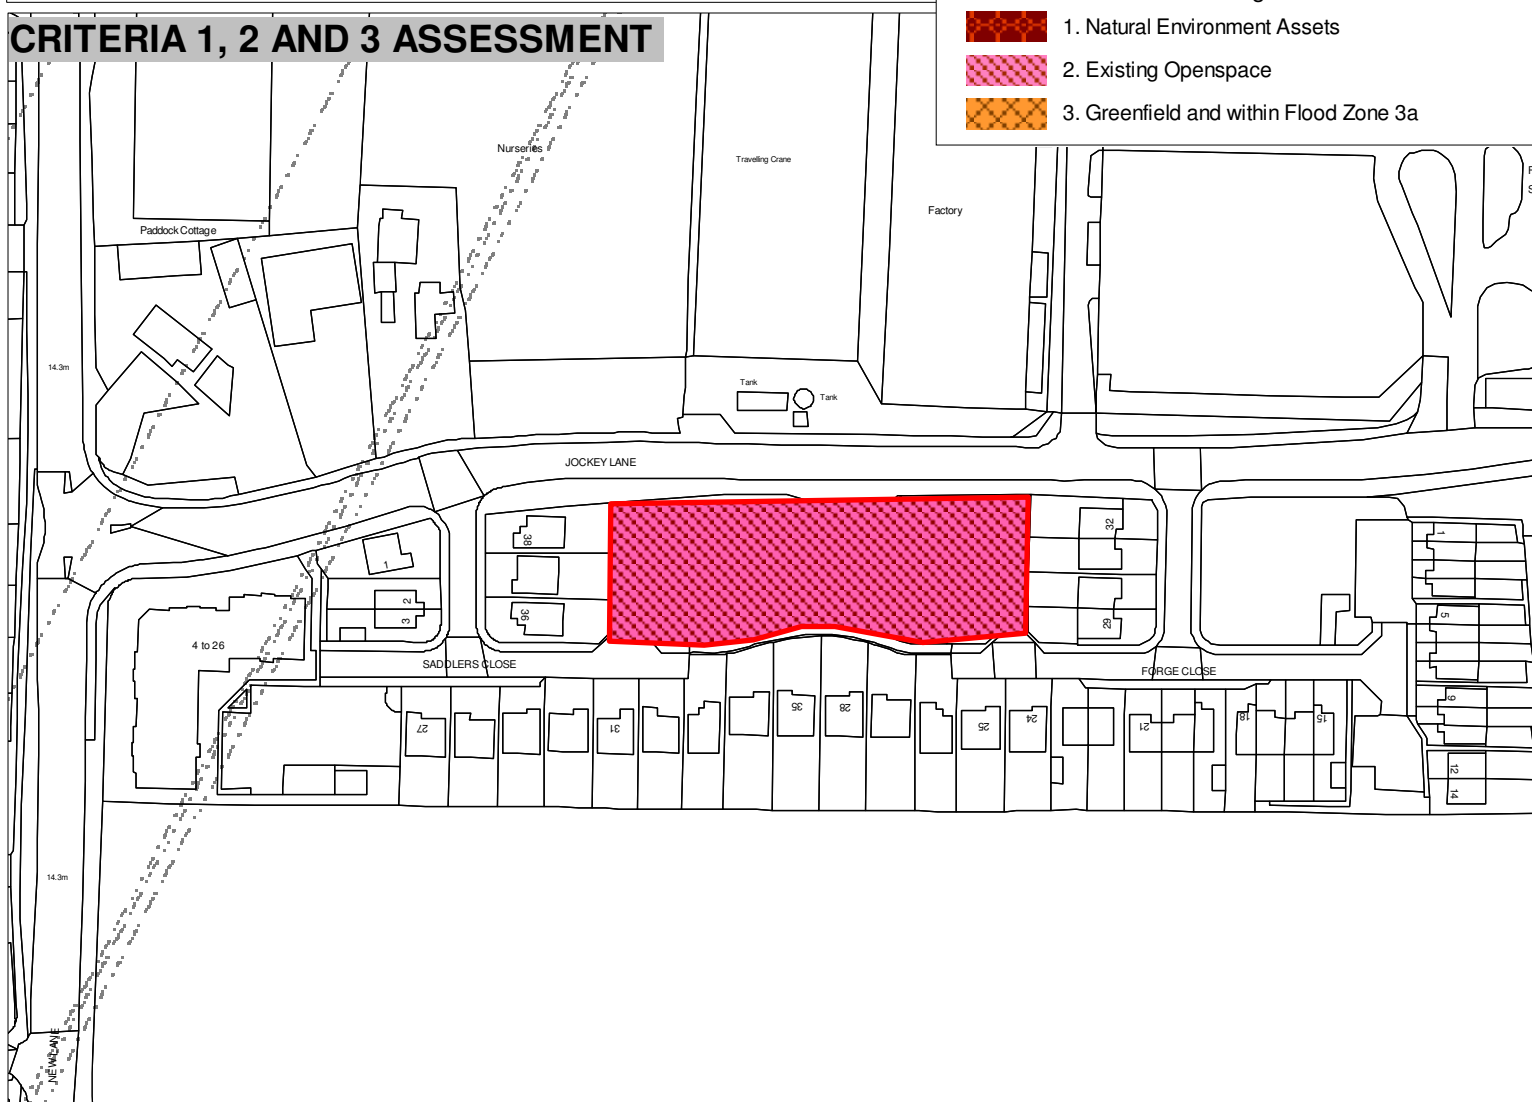 CRITERIA 1, 2 AND 3 ASSESSMENT
1. Natural Environment Assets
2. Existing Openspace
3. Greenfield and within Flood Zone 3a
Nurseries
Travelling Crane
Factory
Paddock Cottage
14.3m
Tank
Tank
JOCKEY LANE
38
32
1
1
2
3
36
29
5
4 to 26
SADDLERS CLOSE
FORGE CLOSE
27
31
35
28
25
24
21
18
15
9
12
14
14.3m
NEW LANE